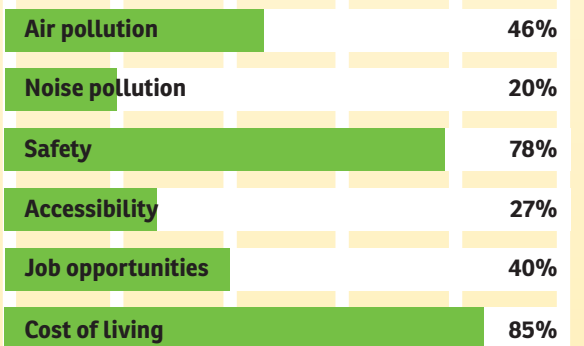 Air pollution 46%
Noise pollution 20%
Safety 78%
Accessibility 27%
Job opportunities 40%
Cost of living 85%